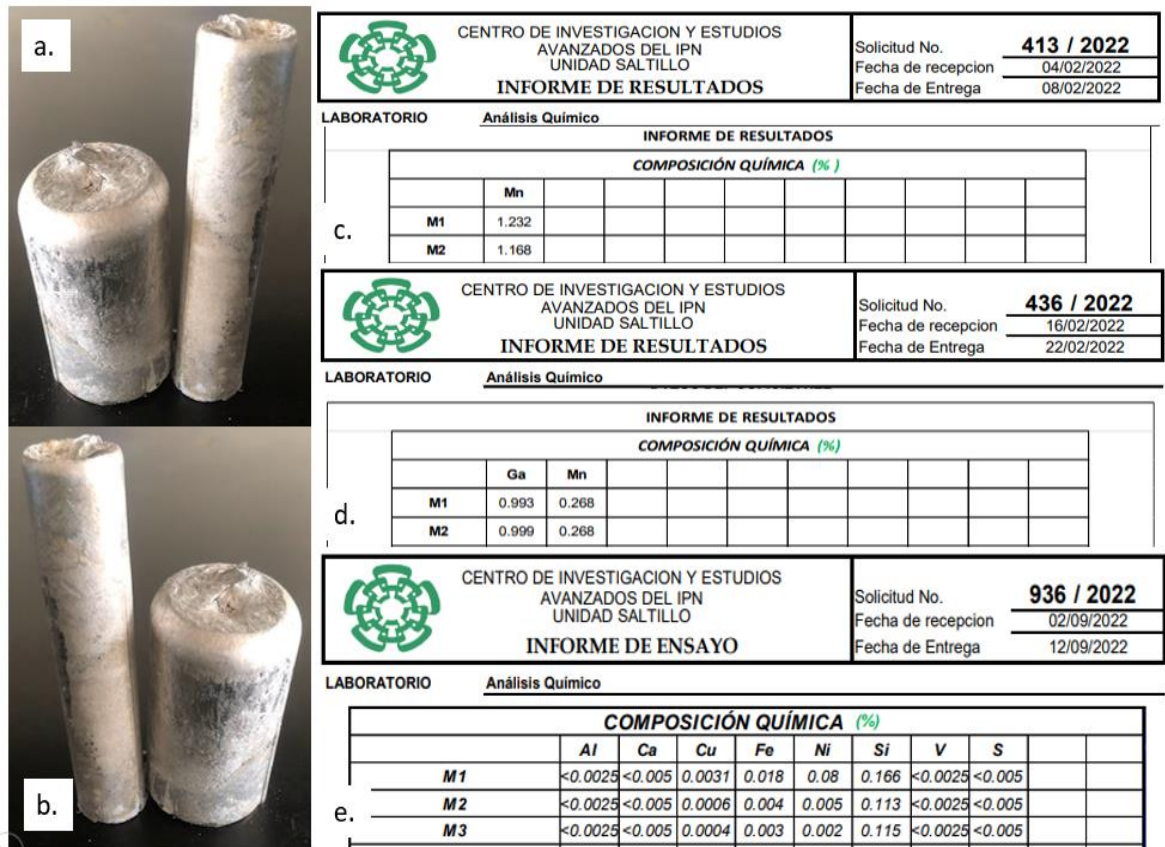 a.
b.
CENTRO DE INVESTIGACION Y ESTUDIOS
AVANZADOS DEL IPN
UNIDAD SALTILLO
INFORME DE RESULTADOS
Solicitud No. 413 / 2022
Fecha de recepcion 04/02/2022
Fecha de Entrega 08/02/2022
LABORATORIO Análisis Químico
INFORME DE RESULTADOS
COMPOSICIÓN QUÍMICA (% )
Mn
M1 1.232
M2 1.168
c.
CENTRO DE INVESTIGACION Y ESTUDIOS
AVANZADOS DEL IPN
UNIDAD SALTILLO
INFORME DE RESULTADOS
Solicitud No. 436 / 2022
Fecha de recepcion 16/02/2022
Fecha de Entrega 22/02/2022
LABORATORIO Análisis Químico
INFORME DE RESULTADOS
COMPOSICIÓN QUÍMICA (%)
Ga Mn
M1 0.993 0.268
M2 0.999 0.268
d.
CENTRO DE INVESTIGACION Y ESTUDIOS
AVANZADOS DEL IPN
UNIDAD SALTILLO
INFORME DE ENSAYO
Solicitud No. 936 / 2022
Fecha de recepcion 02/09/2022
Fecha de Entrega 12/09/2022
LABORATORIO Análisis Químico
COMPOSICIÓN QUÍMICA (%)
Al Ca Cu Fe Ni Si V S
M1 <0.0025 <0.005 0.0031 0.018 0.08 0.166 <0.0025 <0.005
M2 <0.0025 <0.005 0.0006 0.004 0.005 0.113 <0.0025 <0.005
M3 <0.0025 <0.005 0.0004 0.003 0.002 0.115 <0.0025 <0.005
e.